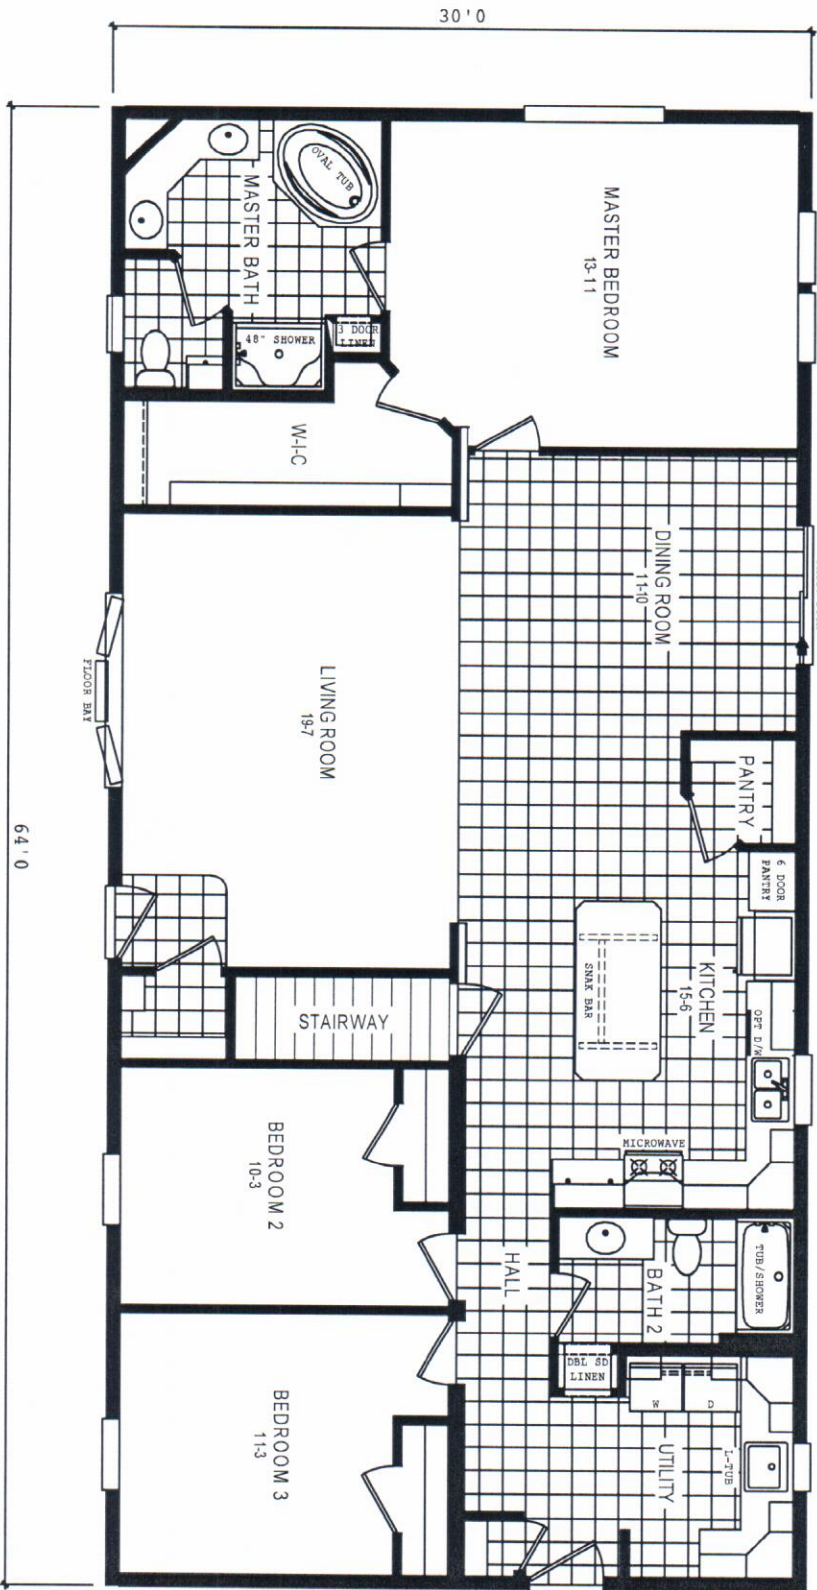 30'0
64'0
OVAL TUB
MASTER BATH
48" SHOWER
3 DOOR
LINEN
MASTER BEDROOM
13-11
W-I-C
DINING ROOM
11-10
LIVING ROOM
19-7
FLOOR BAY
PANTRY
6 DOOR
PANTRY
KITCHEN
15-6
SNAK BAR
OPT D/W
MICROWAVE
STAIRWAY
BEDROOM 2
10-3
HALL
BATH 2
TUB/SHOWER
DBL SD
LINEN
BEDROOM 3
11-3
W
D
L-TUB
UTILITY